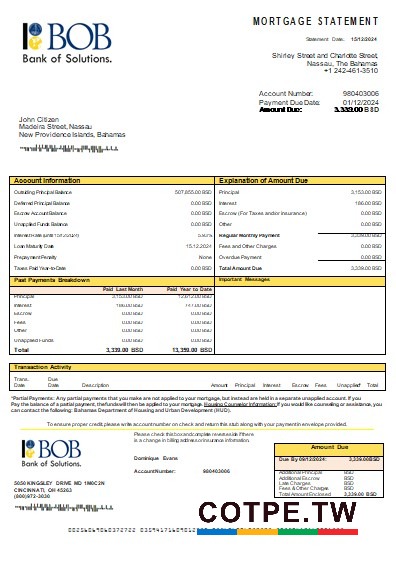 BOB
Bank of Solutions.
MORTGAGE STATEMENT
Statement Date: 15/12/2024
Shirley Street and Charlotte Street,
Nassau, The Bahamas
+1 242-461-3510
Account Number: 980403006
Payment Due Date: 01/12/2024
Amount Due: 3,339.00 BSD
John Citizen
Madeira Street, Nassau
New Providence Islands, Bahamas
Account Information
Outstanding Principal Balance 507,855.00 BSD
Deferred Principal Balance 0.00 BSD
Escrow Account Balance 0.00 BSD
Unapplied Funds Balance 0.00 BSD
Interest Rate (Until 15/12/2024)
Loan Maturity Date 15.12.2024
Prepayment Penalty None
Taxes Paid Year-to-Date 0.00 BSD
Explanation of Amount Due
Principal 3,153.00 BSD
Interest 186.00 BSD
Escrow (For Taxes and/or Insurance) 0.00 BSD
Other 0.00 BSD
Regular Monthly Payment 3,339.00 BSD
Fees and Other Charges 0.00 BSD
Overdue Payment 0.00 BSD
Total Amount Due 3,339.00 BSD
Past Payments Breakdown
Paid Last Month Paid Year to Date
Principal 3,153.00 BSD 12,612.00 BSD
Interest 186.00 BSD 747.00 BSD
Escrow 0.00 BSD 0.00 BSD
Fees 0.00 BSD 0.00 BSD
Other 0.00 BSD 0.00 BSD
Unapplied Funds 0.00 BSD 0.00 BSD
Total 3,339.00 BSD 13,359.00 BSD
Important Messages
Transaction Activity
Trans. Due
Date Date Description Amount Principal Interest Escrow Fees Unapplied* Total
*Partial Payments: Any partial payments that you make are not applied to your mortgage, but instead are held in a separate unapplied account. If you
Pay the balance of a partial payment, the funds will then be applied to your mortgage. Housing Counselor Information: If you would like counseling or assistance, you
can contact the following: Bahamas Department of Housing and Urban Development (HUD).
To ensure proper credit, please write account number on check and return this stub along with your payment in envelope provided.
BOB
Bank of Solutions.
5050 KINGSLEY DRIVE MD 1MOC2N
CINCINNATI, OH 45263
(800)972-3030
Please check this box and complete reverse side if there
is a change in billing address or insurance information.
Dominique Evans
Account Number: 980403006
Amount Due
Due By 09/12/2024: 3,339.00 BSD
Additional Principal BSD
Additional Escrow BSD
Late Charges BSD
Fees & Other Charges BSD
Total Amount Enclosed 3,339.00 BSD
COTPE.TW